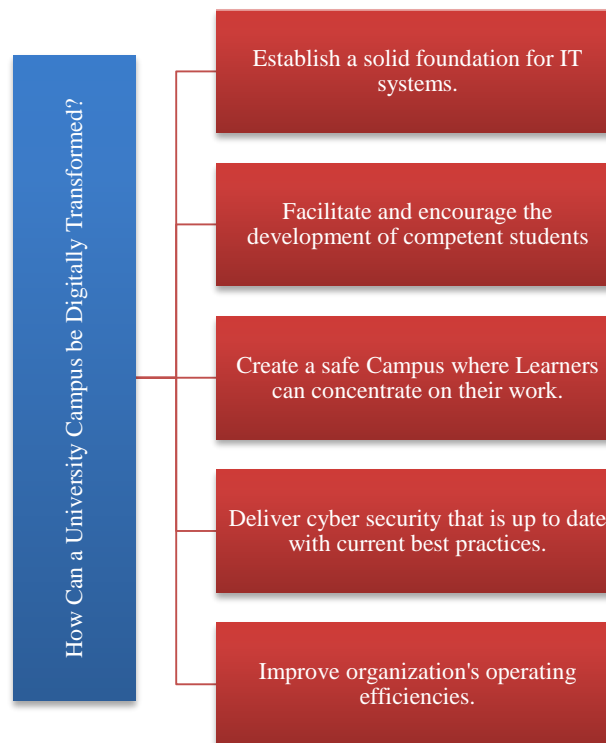 How Can a University Campus be Digitally Transformed?
Establish a solid foundation for IT
systems.
Facilitate and encourage the
development of competent students
Create a safe Campus where Learners
can concentrate on their work.
Deliver cyber security that is up to date
with current best practices.
Improve organization's operating
efficiencies.